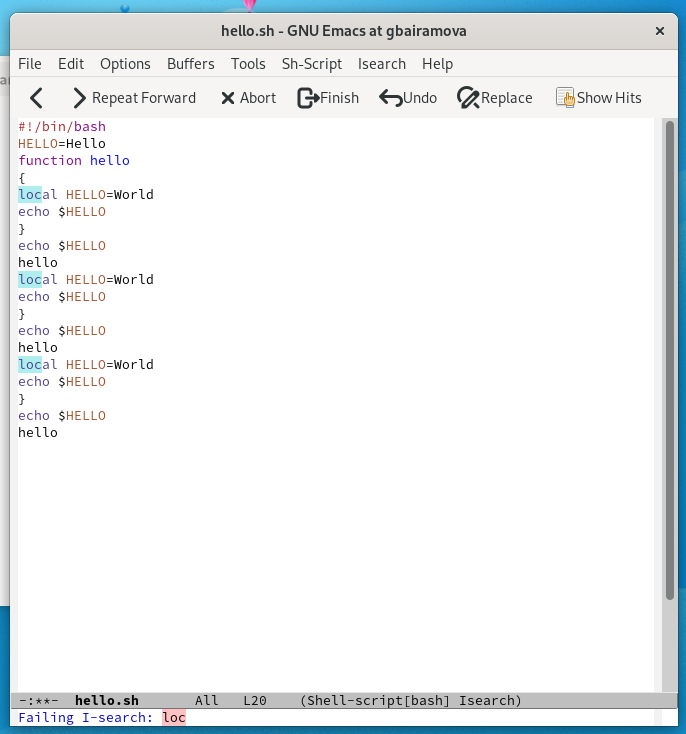 hello.sh - GNU Emacs at gbairamova
File Edit Options Buffers Tools Sh-Script Isearch Help
Repeat Forward Abort Finish Undo Replace Show Hits
#!/bin/bash
HELLO=Hello
function hello
{
local HELLO=World
echo $HELLO
}
echo $HELLO
hello
local HELLO=World
echo $HELLO
}
echo $HELLO
hello
local HELLO=World
echo $HELLO
}
echo $HELLO
hello
-:**- hello.sh All L20 (Shell-script[bash] Isearch)
Failing I-search: loc